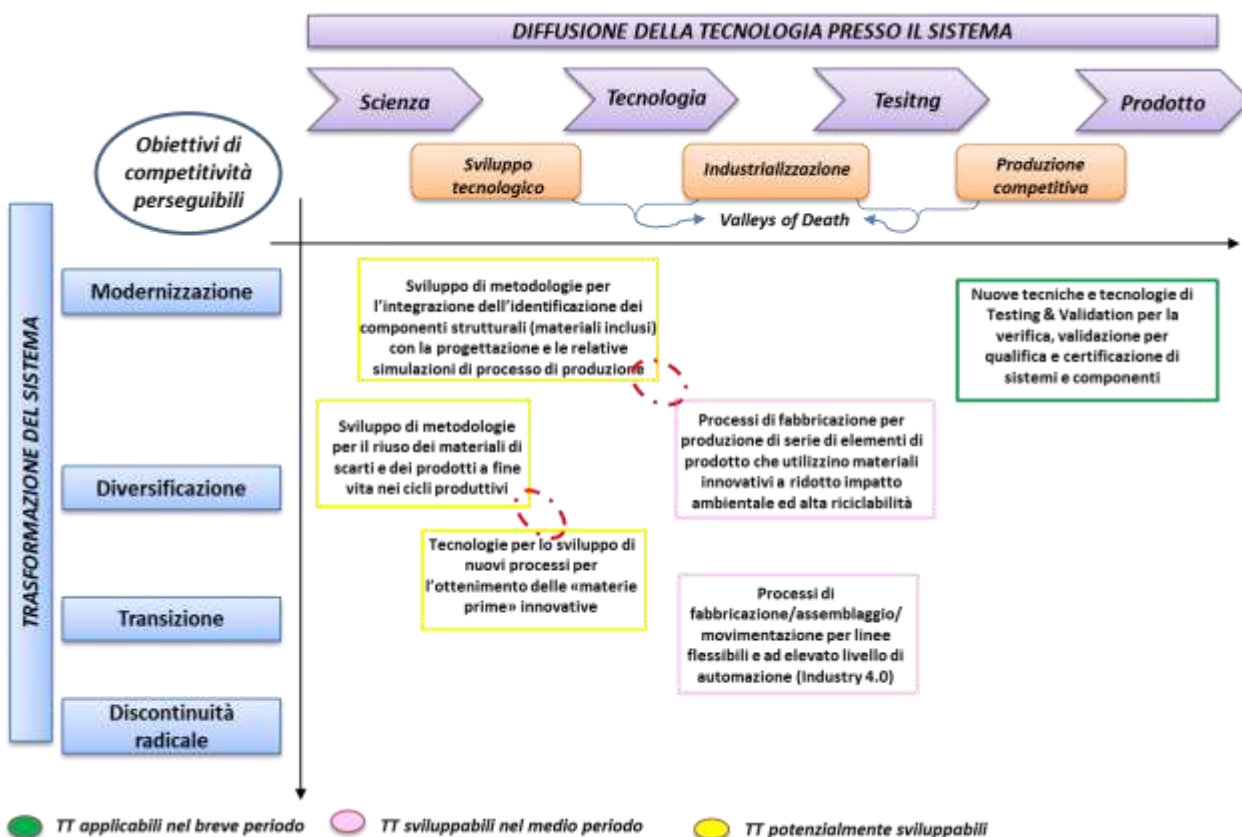 DIFFUSIONE DELLA TECNOLOGIA PRESSO IL SISTEMA
Scienza
Tecnologia
Tesitng
Prodotto
Obiettivi di
competitività
perseguibili
Sviluppo
tecnologico
Industrializzazione
Produzione
competitiva
Valleys of Death
TRASFORMAZIONE DEL SISTEMA
Modernizzazione
Diversificazione
Transizione
Discontinuità
radicale
Sviluppo di metodologie per
l'integrazione dell'identificazione dei
componenti strutturali (materiali inclusi)
con la progettazione e le relative
simulazioni di processo di produzione
Nuove tecniche e tecnologie di
Testing & Validation per la
verifica, validazione per
qualifica e certificazione di
sistemi e componenti
Sviluppo di metodologie
per il riuso dei materiali di
scarti e dei prodotti a fine
vita nei cicli produttivi
Processi di fabbricazione per
produzione di serie di elementi di
prodotto che utilizzino materiali
innovativi a ridotto impatto
ambientale ed alta riciclabilità
Tecnologie per lo sviluppo di
nuovi processi per
l'ottenimento delle «materie
prime» innovative
Processi di
fabbricazione/assemblaggio/
movimentazione per linee
flessibili e ad elevato livello di
automazione (Industry 4.0)
TT applicabili nel breve periodo
TT sviluppabili nel medio periodo
TT potenzialmente sviluppabili